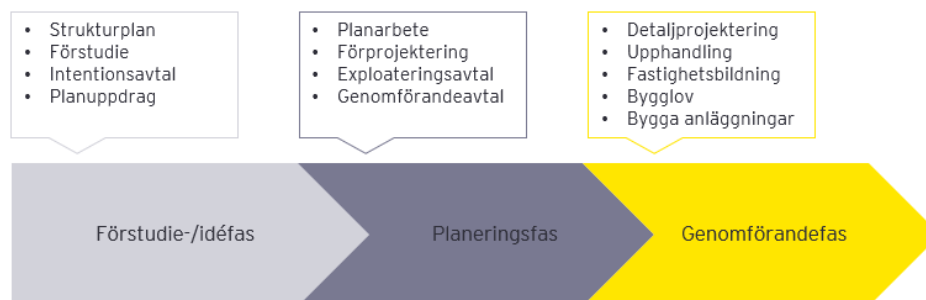 • Strukturplan
• Förstudie
• Intentionsavtal
• Planuppdrag
• Planarbete
• Förprojektering
• Exploateringsavtal
• Genomförandeavtal
• Detaljprojektering
• Upphandling
• Fastighetsbildning
• Bygglov
• Bygga anläggningar
Förstudie-/idéfas
Planeringsfas
Genomförandefas